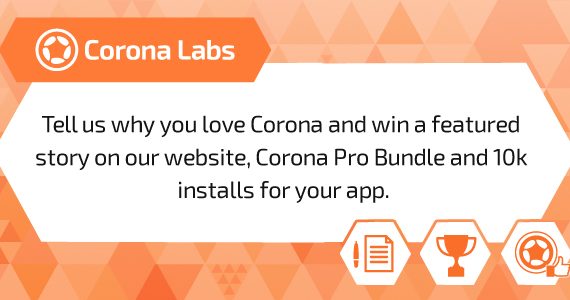 Corona Labs
Tell us why you love Corona and win a featured
story on our website, Corona Pro Bundle and 10k
installs for your app.